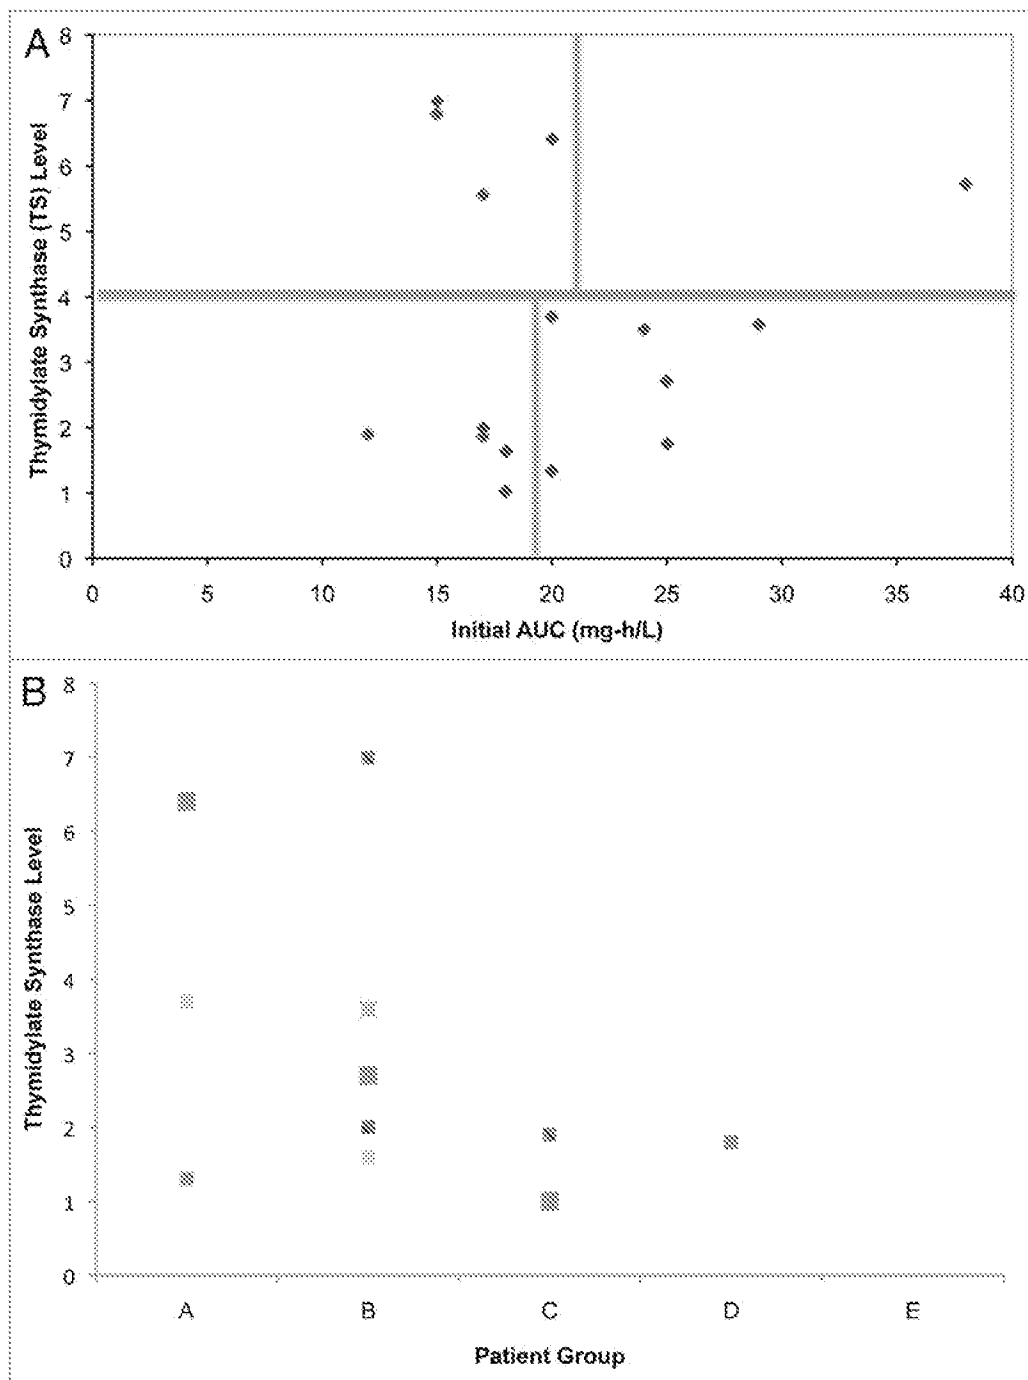 A
8
7
6
5
4
3
2
1
0
0 5 10 15 20 25 30 35 40
Thymidylate Synthase (TS) Level
Initial AUC (mg-h/L)
B
8
7
6
5
4
3
2
1
0
A B C D E
Thymidylate Synthase Level
Patient Group